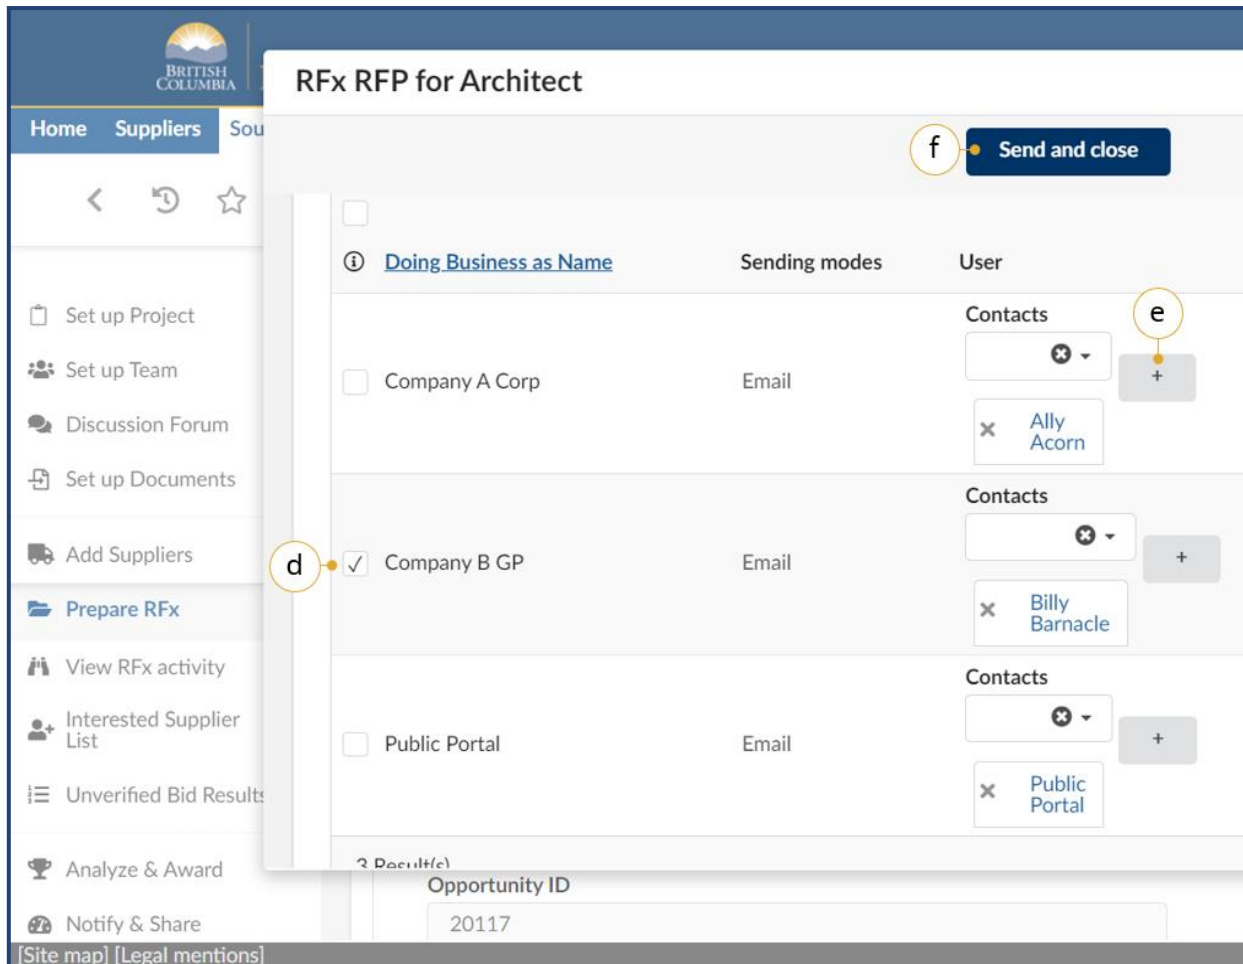 BRITISH
COLUMBIA
RFx RFP for Architect
Home Suppliers Sou
f
Send and close
Doing Business as Name Sending modes User
Set up Project
Set up Team
Discussion Forum
Set up Documents
Add Suppliers
Prepare RFx
View RFx activity
Interested Supplier
List
Unverified Bid Results
Analyze & Award
Notify & Share
Contacts
e
Company A Corp Email
+
Ally
Acorn
Contacts
d
Company B GP Email
+
Billy
Barnacle
Contacts
Public Portal Email
+
Public
Portal
3 Result(s)
Opportunity ID
20117
[Site map] [Legal mentions]